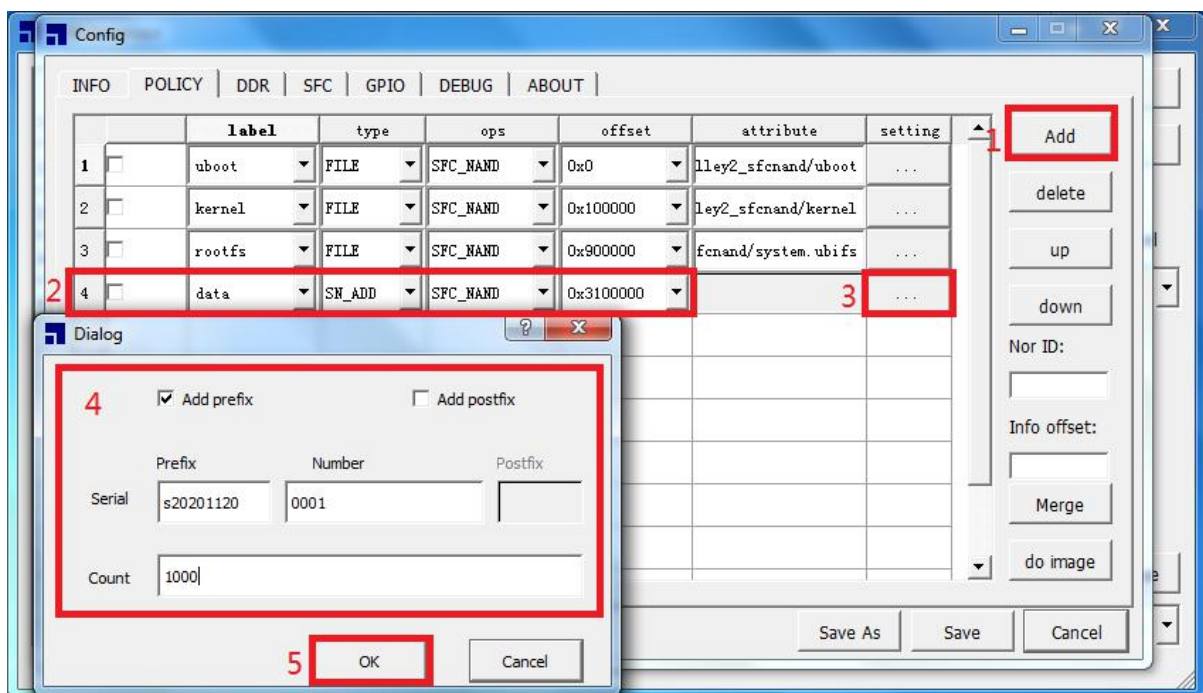 Config
INFO POLICY DDR SFC GPIO DEBUG ABOUT
label type ops offset attribute setting
1 Add
1 uboot FILE SFC_NAND 0x0 lley2_sfcnand/uboot ...
delete
2 kernel FILE SFC_NAND 0x100000 ley2_sfcnand/kernel ...
3 rootfs FILE SFC_NAND 0x900000 fcnand/system.ubifs ...
up
2 4 data SN_ADD SFC_NAND 0x3100000 3 ...
down
Dialog
Nor ID:
4 Add prefix Add postfix
Info offset:
Prefix Number Postfix
Serial s20201120 0001
Merge
Count 1000
do image
Save As Save Cancel
5 OK Cancel